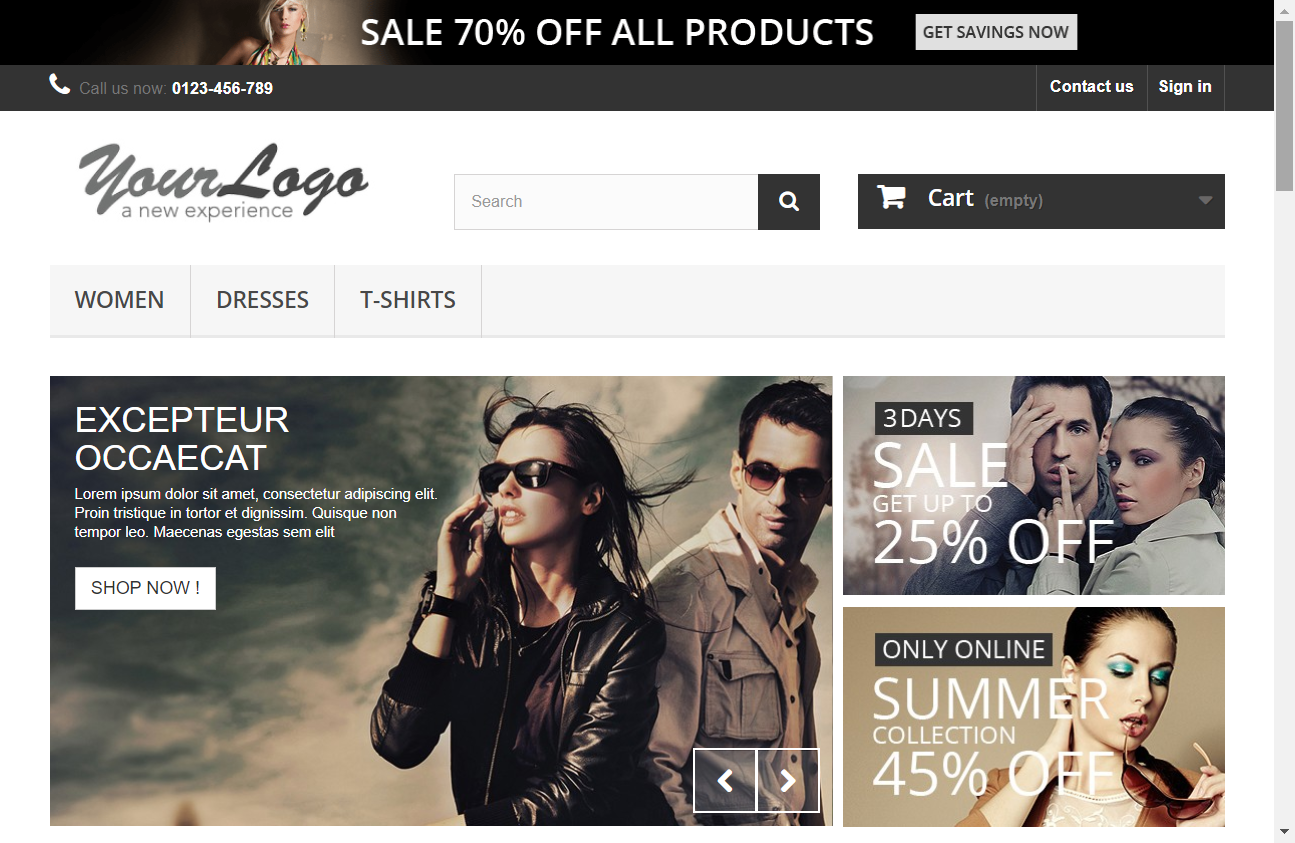 SALE 70% OFF ALL PRODUCTS
GET SAVINGS NOW
Call us now: 0123-456-789
Contact us
Sign in
YourLogo
a new experience
Search
Cart (empty)
WOMEN
DRESSES
T-SHIRTS
EXCEPTEUR
OCCAECAT
Lorem ipsum dolor sit amet, consectetur adipiscing elit.
Proin tristique in tortor et dignissim. Quisque non
tempor leo. Maecenas egestas sem elit
SHOP NOW !
3 DAYS
SALE
GET UP TO
25% OFF
ONLY ONLINE
SUMMER
COLLECTION
45% OFF